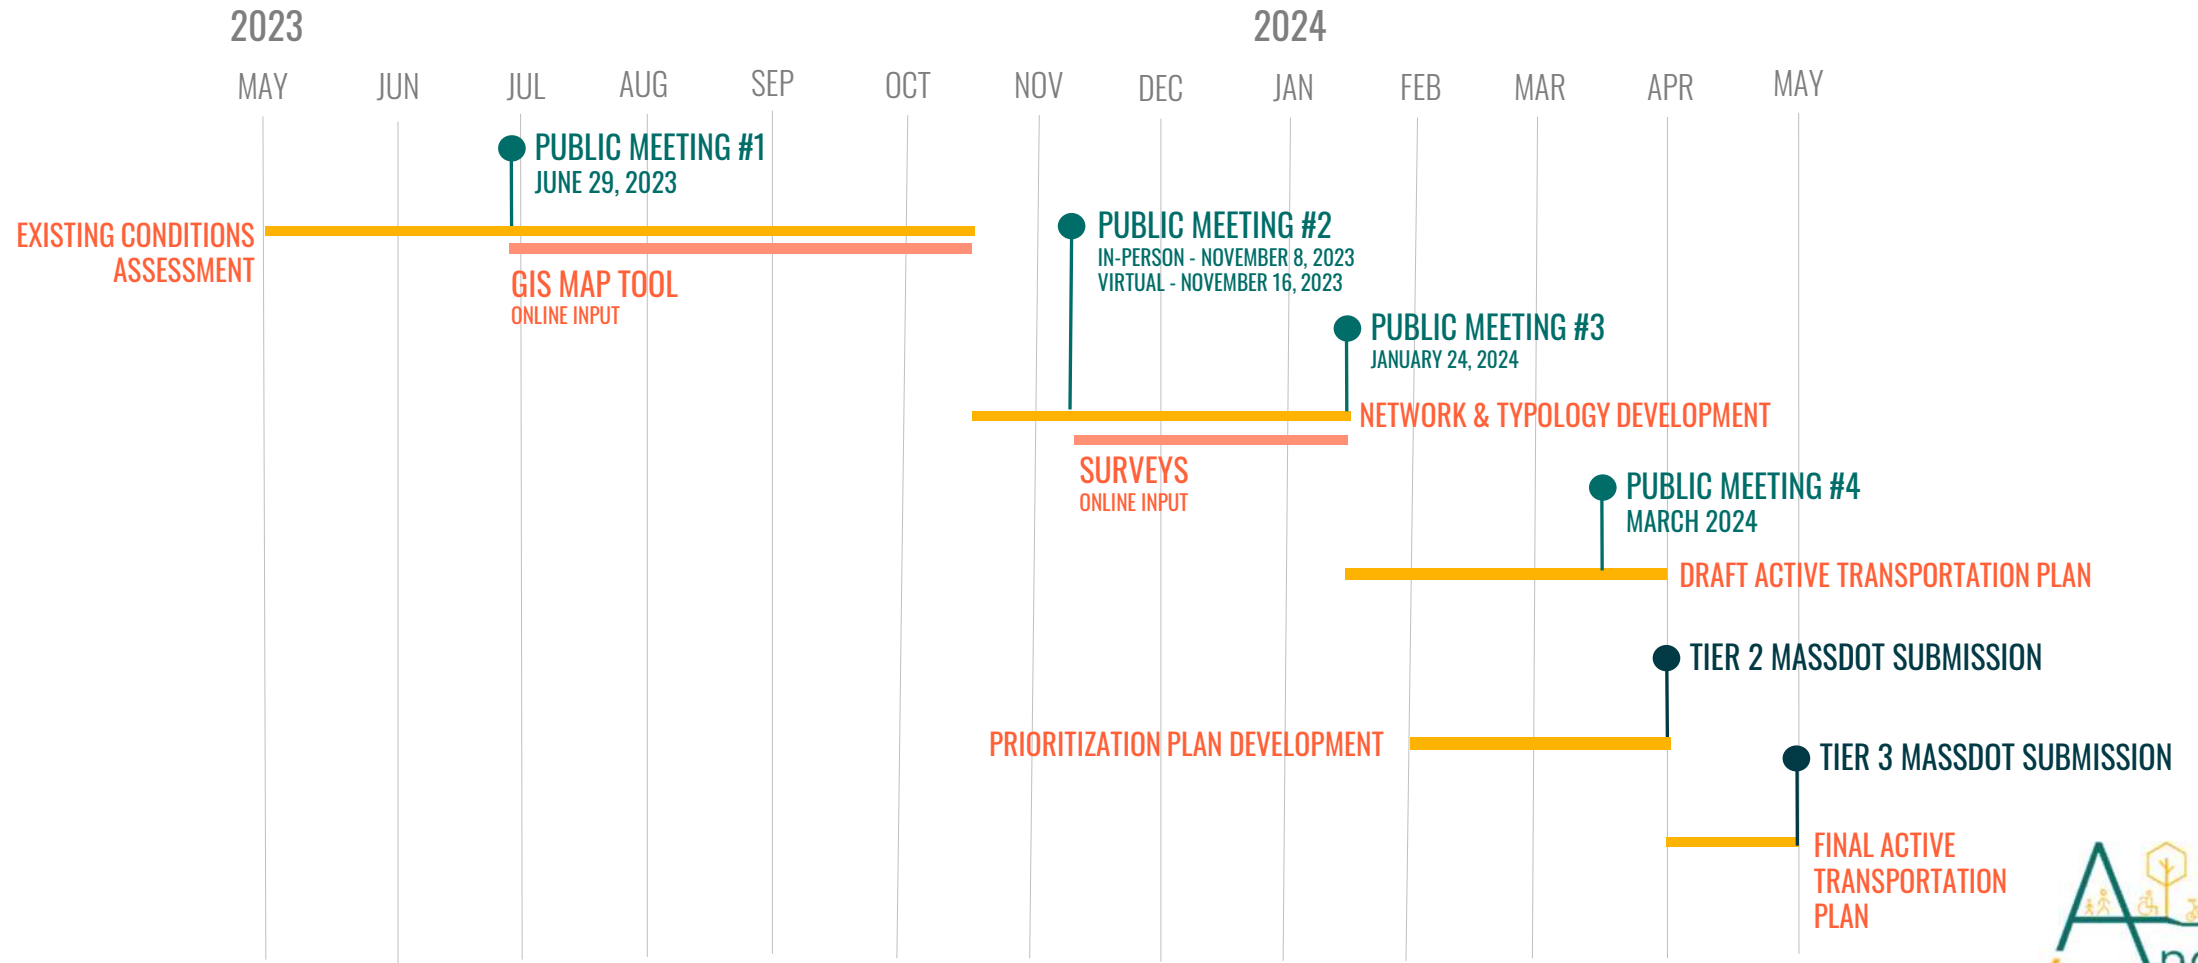 2023
2024
MAY
JUN
JUL
AUG
SEP
OCT
NOV
DEC
JAN
FEB
MAR
APR
MAY
PUBLIC MEETING #1
JUNE 29, 2023
EXISTING CONDITIONS
ASSESSMENT
GIS MAP TOOL
ONLINE INPUT
PUBLIC MEETING #2
IN-PERSON - NOVEMBER 8, 2023
VIRTUAL - NOVEMBER 16, 2023
PUBLIC MEETING #3
JANUARY 24, 2024
NETWORK & TYPOLOGY DEVELOPMENT
SURVEYS
ONLINE INPUT
PUBLIC MEETING #4
MARCH 2024
DRAFT ACTIVE TRANSPORTATION PLAN
TIER 2 MASSDOT SUBMISSION
PRIORITIZATION PLAN DEVELOPMENT
TIER 3 MASSDOT SUBMISSION
FINAL ACTIVE
TRANSPORTATION
PLAN